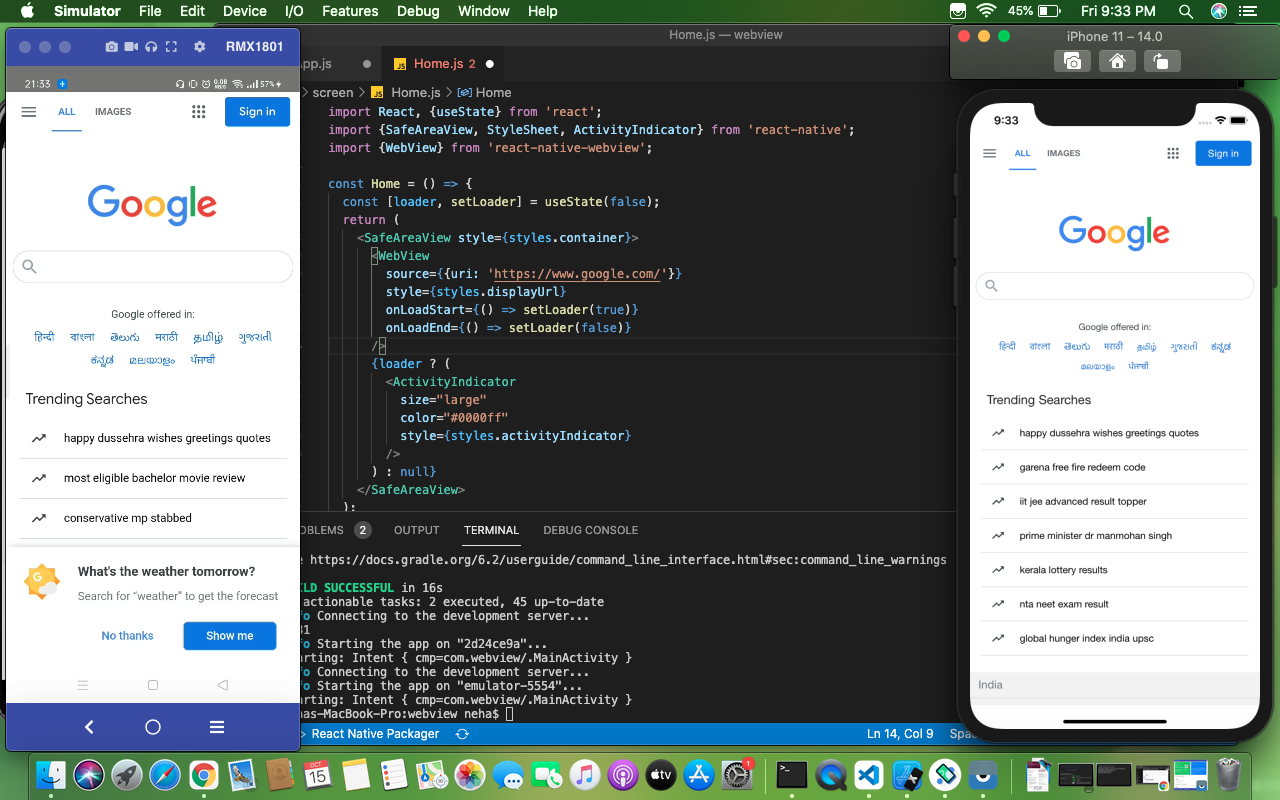 Simulator File Edit Device I/O Features Debug Window Help
45% Fri 9:33 PM
RMX1801
21:33
0.08
KB/S
57%
ALL IMAGES
Sign in
Google
Google offered in:
हिन्दी বাংলা తెలుగు मराठी தமிழ் ગુજરાતી
ಕನ್ನಡ മലയാളം ਪੰਜਾਬੀ
Trending Searches
happy dussehra wishes greetings quotes
most eligible bachelor movie review
conservative mp stabbed
G
What's the weather tomorrow?
Search for “weather” to get the forecast
No thanks Show me
Home.js — webview
pp.js JS Home.js 2
screen JS Home.js Home
import React, {useState} from 'react';
import {SafeAreaView, StyleSheet, ActivityIndicator} from 'react-native';
import {WebView} from 'react-native-webview';
const Home = () => {
const [loader, setLoader] = useState(false);
return (
<SafeAreaView style={styles.container}>
<WebView
source={{uri: 'https://www.google.com/'}}
style={styles.displayUrl}
onLoadStart={() => setLoader(true)}
onLoadEnd={() => setLoader(false)}
/>
{loader ? (
<ActivityIndicator
size="large"
color="#0000ff"
style={styles.activityIndicator}
/>
) : null}
</SafeAreaView>
);
OBLEMS 2 OUTPUT TERMINAL DEBUG CONSOLE
e https://docs.gradle.org/6.2/userguide/command_line_interface.html#sec:command_line_warnings
ILD SUCCESSFUL in 16s
actionable tasks: 2 executed, 45 up-to-date
fo Connecting to the development server...
81
fo Starting the app on "2d24ce9a"...
arting: Intent { cmp=com.webview/.MainActivity }
fo Connecting to the development server...
fo Starting the app on "emulator-5554"...
arting: Intent { cmp=com.webview/.MainActivity }
has-MacBook-Pro:webview neha$
React Native Packager Ln 14, Col 9 Spa
iPhone 11 – 14.0
9:33
ALL IMAGES
Sign in
Google
Google offered in:
हिन्दी বাংলা తెలుగు मराठी தமிழ் ગુજરાતી ಕನ್ನಡ
മലയാളം ਪੰਜਾਬੀ
Trending Searches
happy dussehra wishes greetings quotes
garena free fire redeem code
iit jee advanced result topper
prime minister dr manmohan singh
kerala lottery results
nta neet exam result
global hunger index india upsc
India
OCT
15
tv
1
PDF